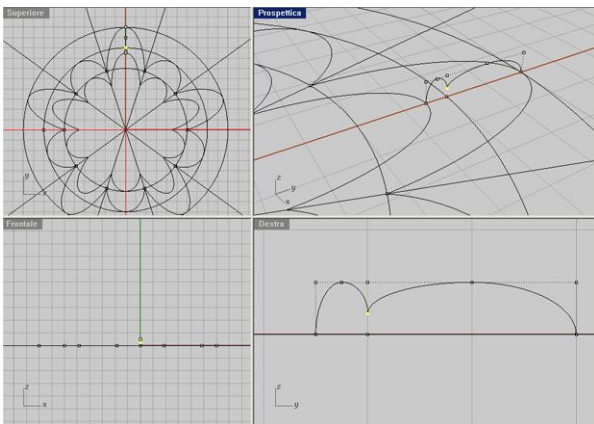 Superiore
Prospettica
y
x
z
y
x
Frontale
Destra
z
x
z
y